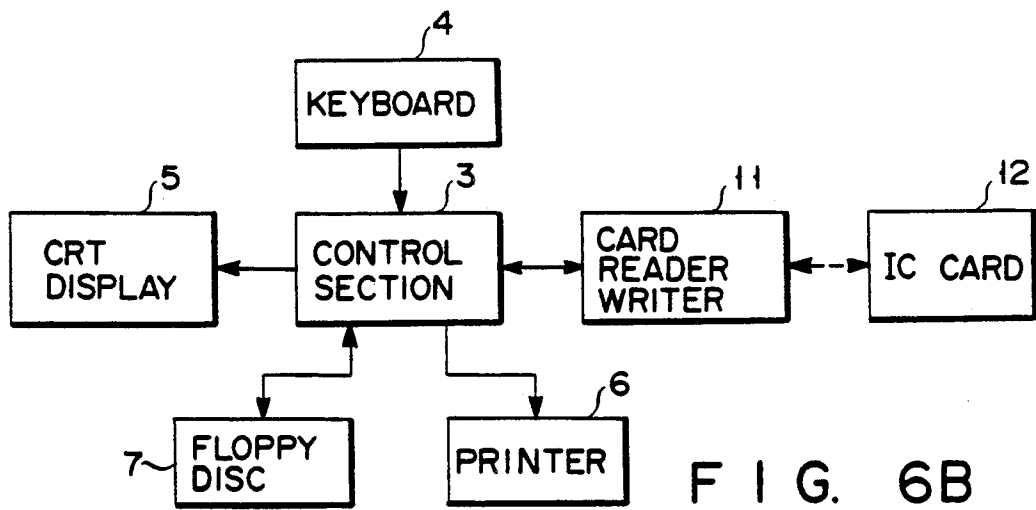 4
KEYBOARD
5
3
11
12
CRT
DISPLAY
CONTROL
SECTION
CARD
READER
WRITER
IC CARD
7
FLOPPY
DISC
6
PRINTER
FIG. 6B